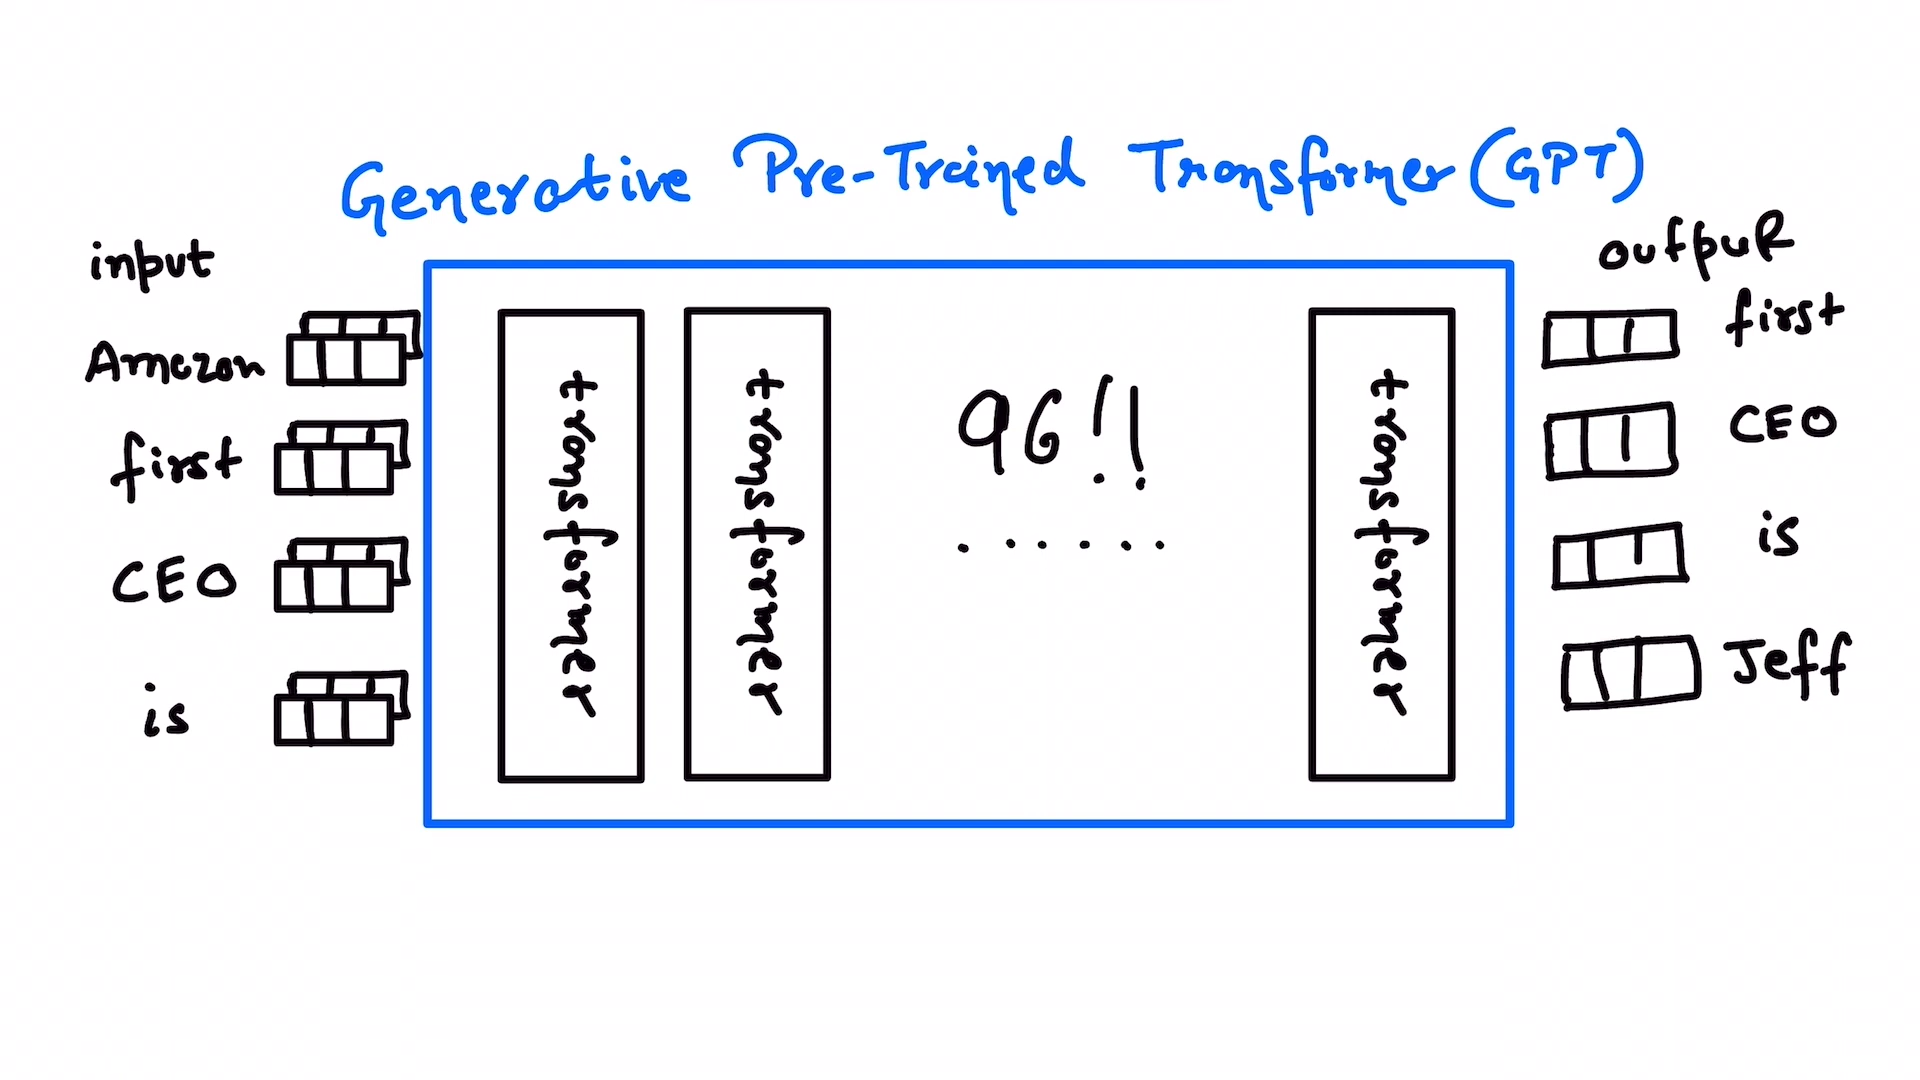 Generative Pre-Trained Transformer (GPT)
input
Amazon
first
CEO
is
transformer
transformer
96!!
......
transformer
output
first
CEO
is
Jeff